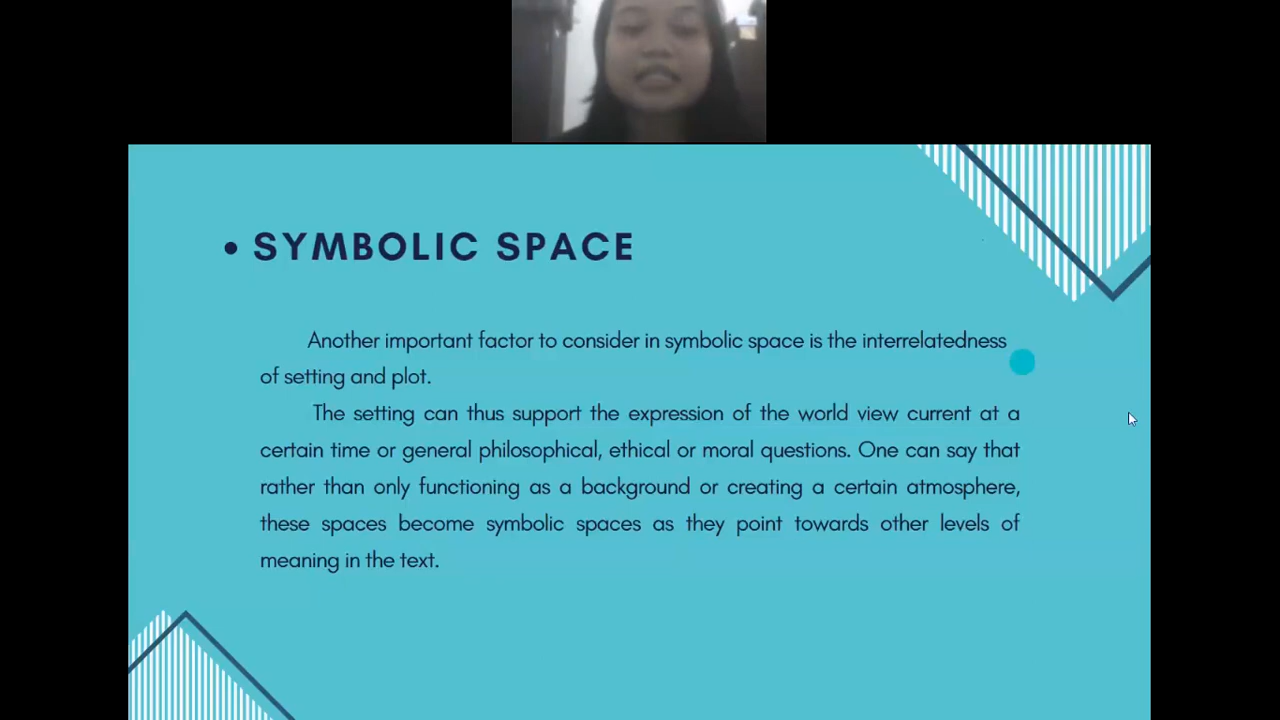 • SYMBOLIC SPACE
Another important factor to consider in symbolic space is the interrelatedness
of setting and plot.
The setting can thus support the expression of the world view current at a
certain time or general philosophical, ethical or moral questions. One can say that
rather than only functioning as a background or creating a certain atmosphere,
these spaces become symbolic spaces as they point towards other levels of
meaning in the text.